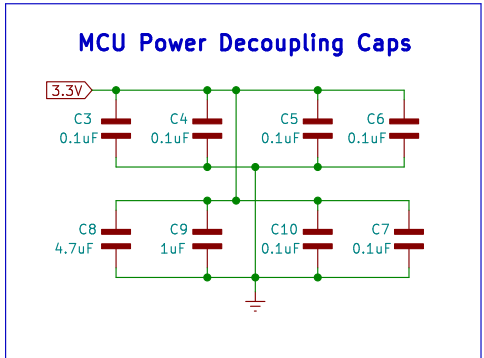 MCU Power Decoupling Caps
3.3V
C3 C4 C5 C6
0.1uF 0.1uF 0.1uF 0.1uF
C8 C9 C10 C7
4.7uF 1uF 0.1uF 0.1uF